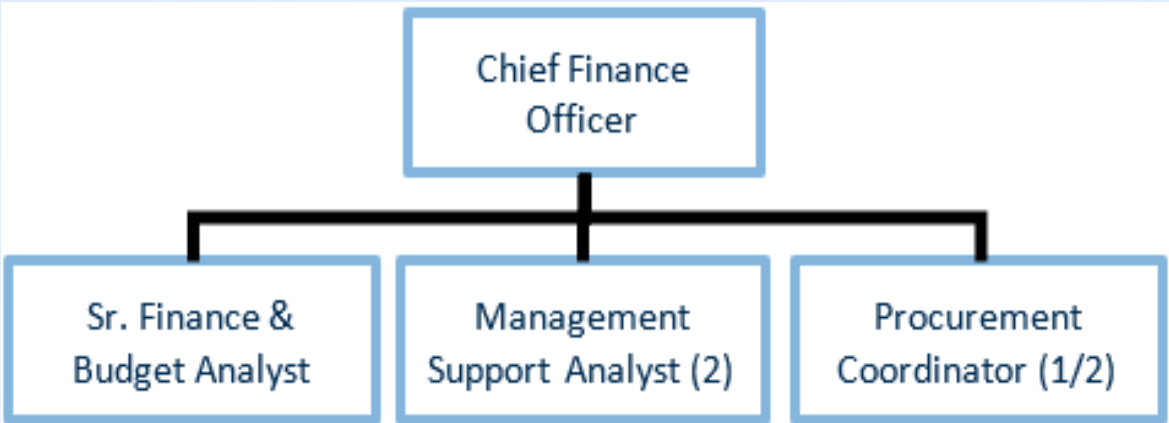 Chief Finance
Officer
Sr. Finance &
Budget Analyst
Management
Support Analyst (2)
Procurement
Coordinator (1/2)